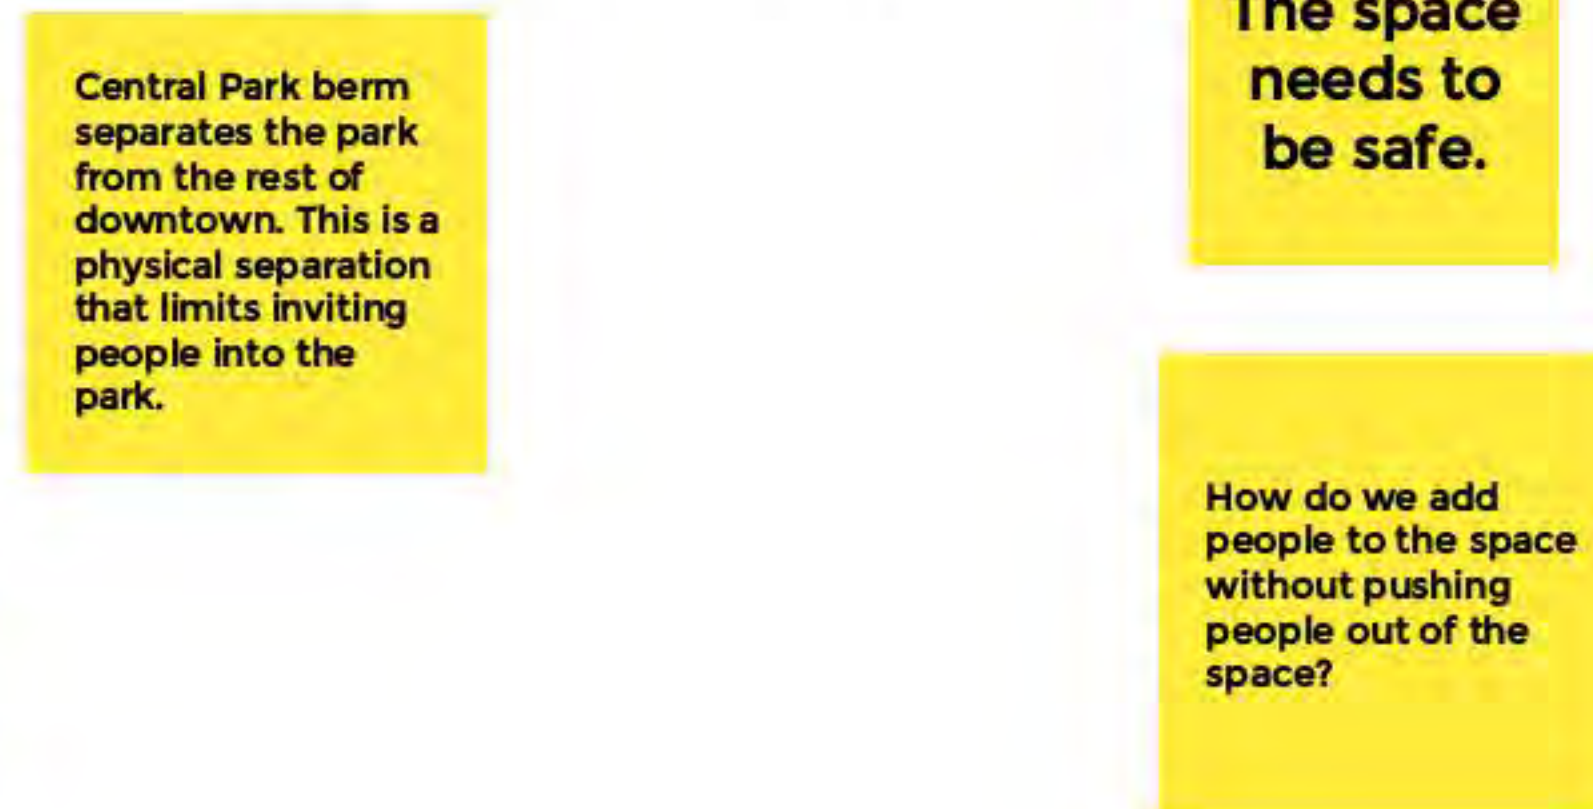 Central Park berm
separates the park
from the rest of
downtown. This is a
physical separation
that limits inviting
people into the
park.
The space
needs to
be safe.
How do we add
people to the space
without pushing
people out of the
space?